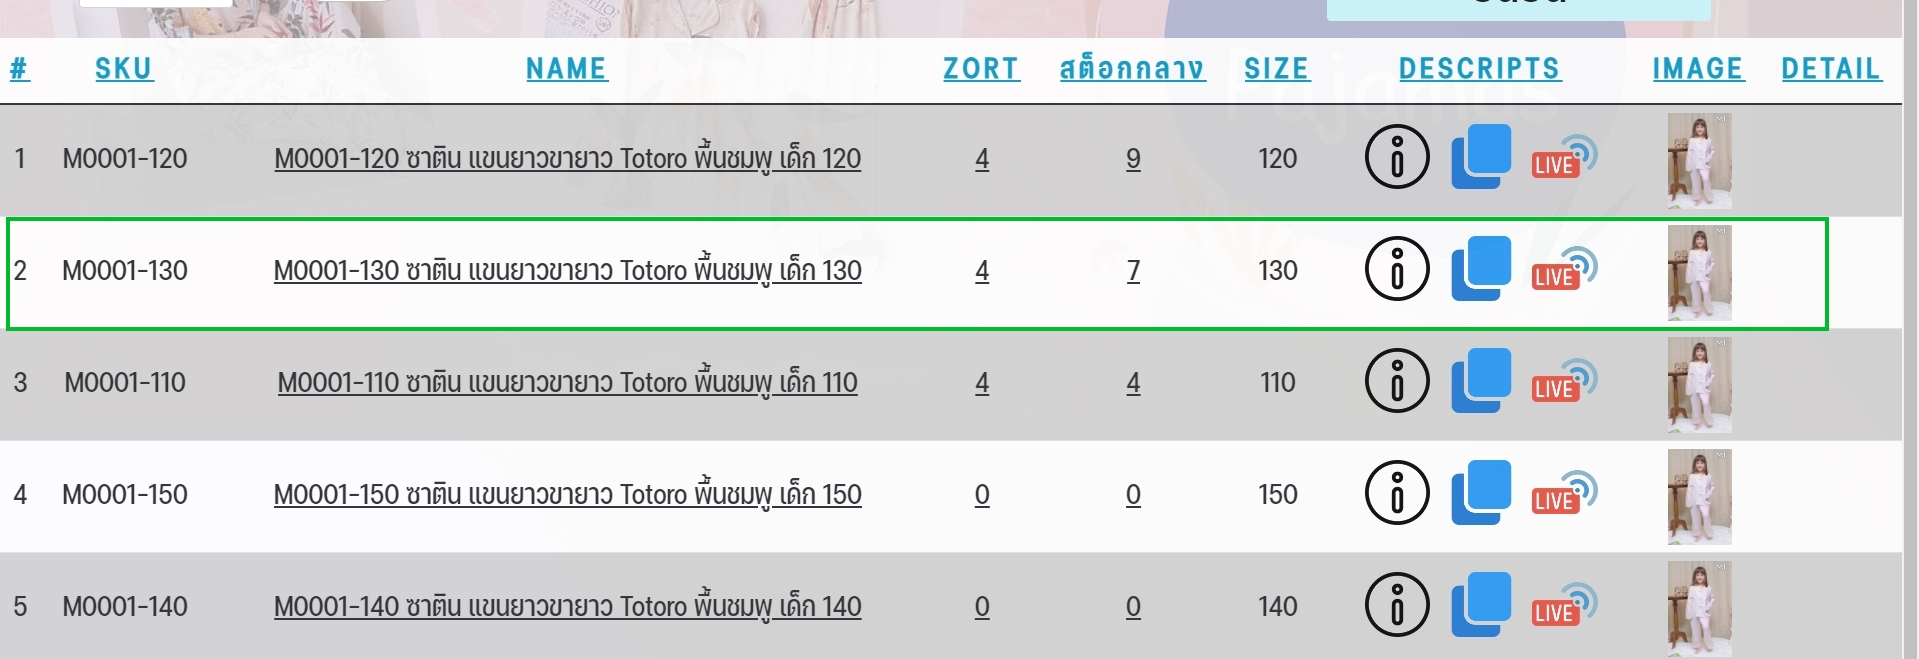 Pajamas
# SKU NAME ZORT สต็อกกลาง SIZE DESCRIPTS IMAGE DETAIL
1 M0001-120 M0001-120 ซาติน แขนยาวขายาว Totoro พื้นชมพู เด็ก 120 4 9 120 LIVE
2 M0001-130 M0001-130 ซาติน แขนยาวขายาว Totoro พื้นชมพู เด็ก 130 4 7 130 LIVE
3 M0001-110 M0001-110 ซาติน แขนยาวขายาว Totoro พื้นชมพู เด็ก 110 4 4 110 LIVE
4 M0001-150 M0001-150 ซาติน แขนยาวขายาว Totoro พื้นชมพู เด็ก 150 0 0 150 LIVE
5 M0001-140 M0001-140 ซาติน แขนยาวขายาว Totoro พื้นชมพู เด็ก 140 0 0 140 LIVE